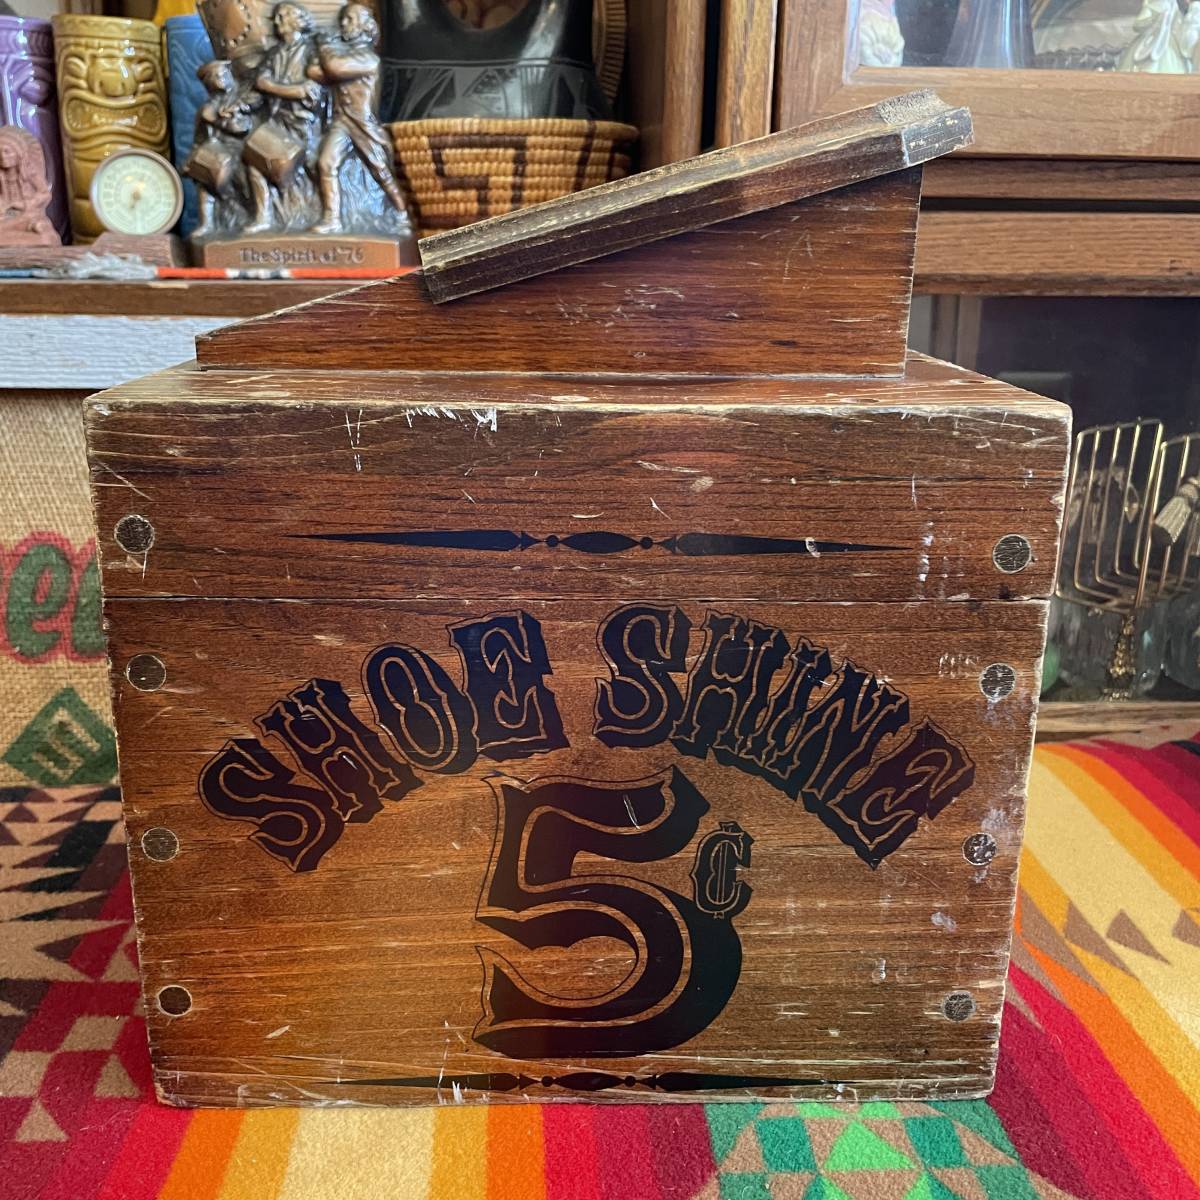 The Spirit of '76
SHOE SHINE
5¢